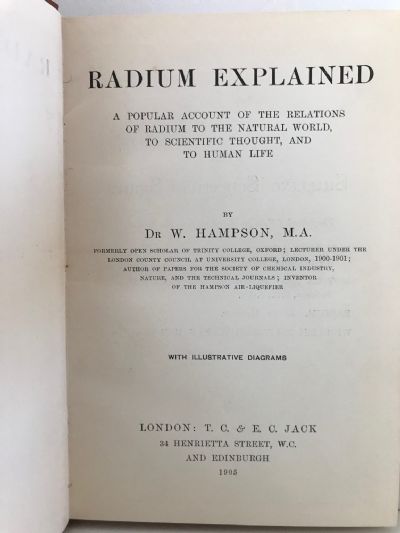 RADIUM EXPLAINED
A POPULAR ACCOUNT OF THE RELATIONS
OF RADIUM TO THE NATURAL WORLD,
TO SCIENTIFIC THOUGHT, AND
TO HUMAN LIFE
BY
DR W. HAMPSON, M.A.
FORMERLY OPEN SCHOLAR OF TRINITY COLLEGE, OXFORD; LECTURER UNDER THE
LONDON COUNTY COUNCIL AT UNIVERSITY COLLEGE, LONDON, 1900-1901;
AUTHOR OF PAPERS FOR THE SOCIETY OF CHEMICAL INDUSTRY,
NATURE, AND THE TECHNICAL JOURNALS; INVENTOR
OF THE HAMPSON AIR-LIQUEFIER
WITH ILLUSTRATIVE DIAGRAMS
LONDON: T. C. & E. C. JACK
34 HENRIETTA STREET, W.C.
AND EDINBURGH
1905